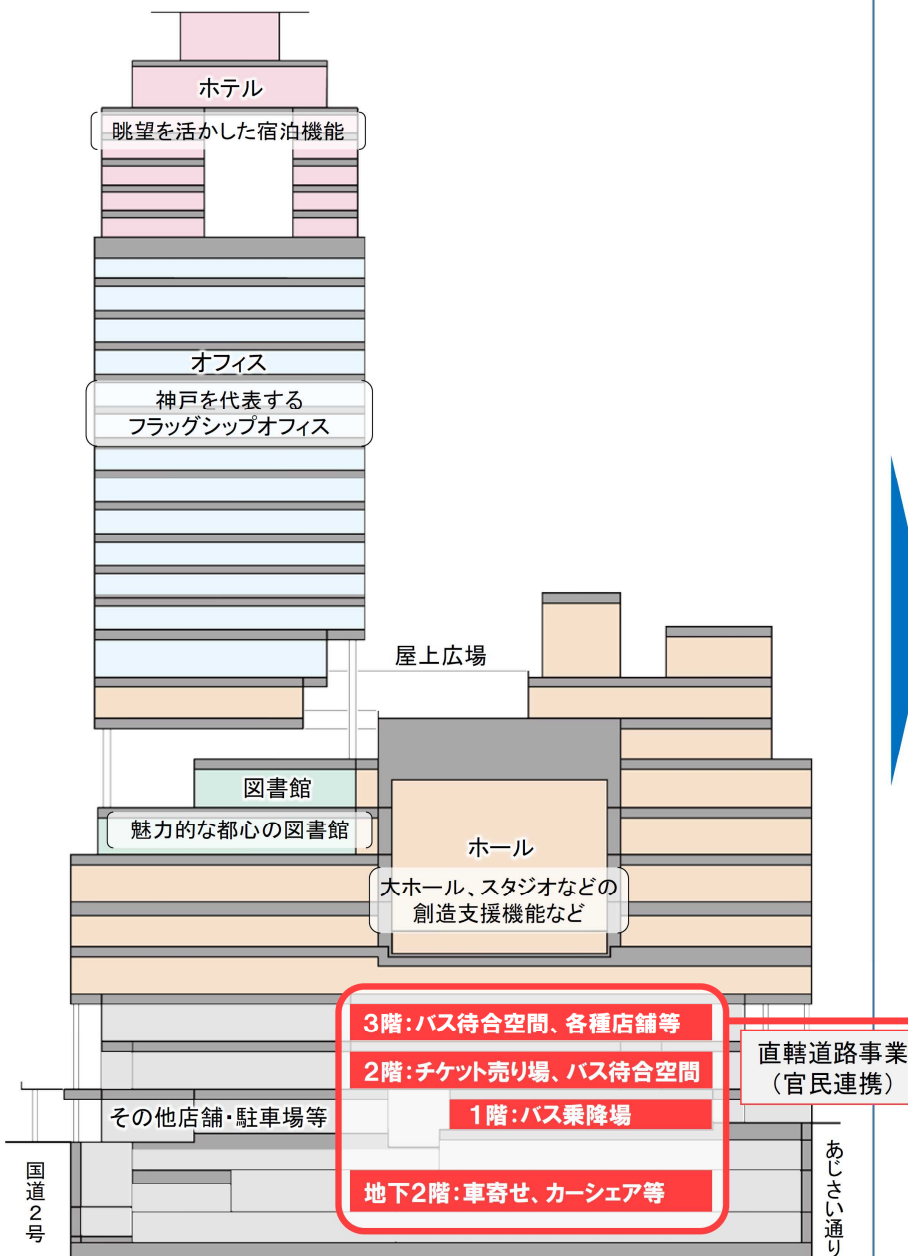 ホテル
眺望を活かした宿泊機能
オフィス
神戸を代表する
フラッグシップオフィス
屋上広場
図書館
魅力的な都心の図書館
ホール
大ホール、スタジオなどの
創造支援機能など
3階：バス待合空間、各種店舗等
2階：チケット売り場、バス待合空間
1階：バス乗降場
地下2階：車寄せ、カーシェア等
直轄道路事業
（官民連携）
その他店舗・駐車場等
国道2号
あじさい通り